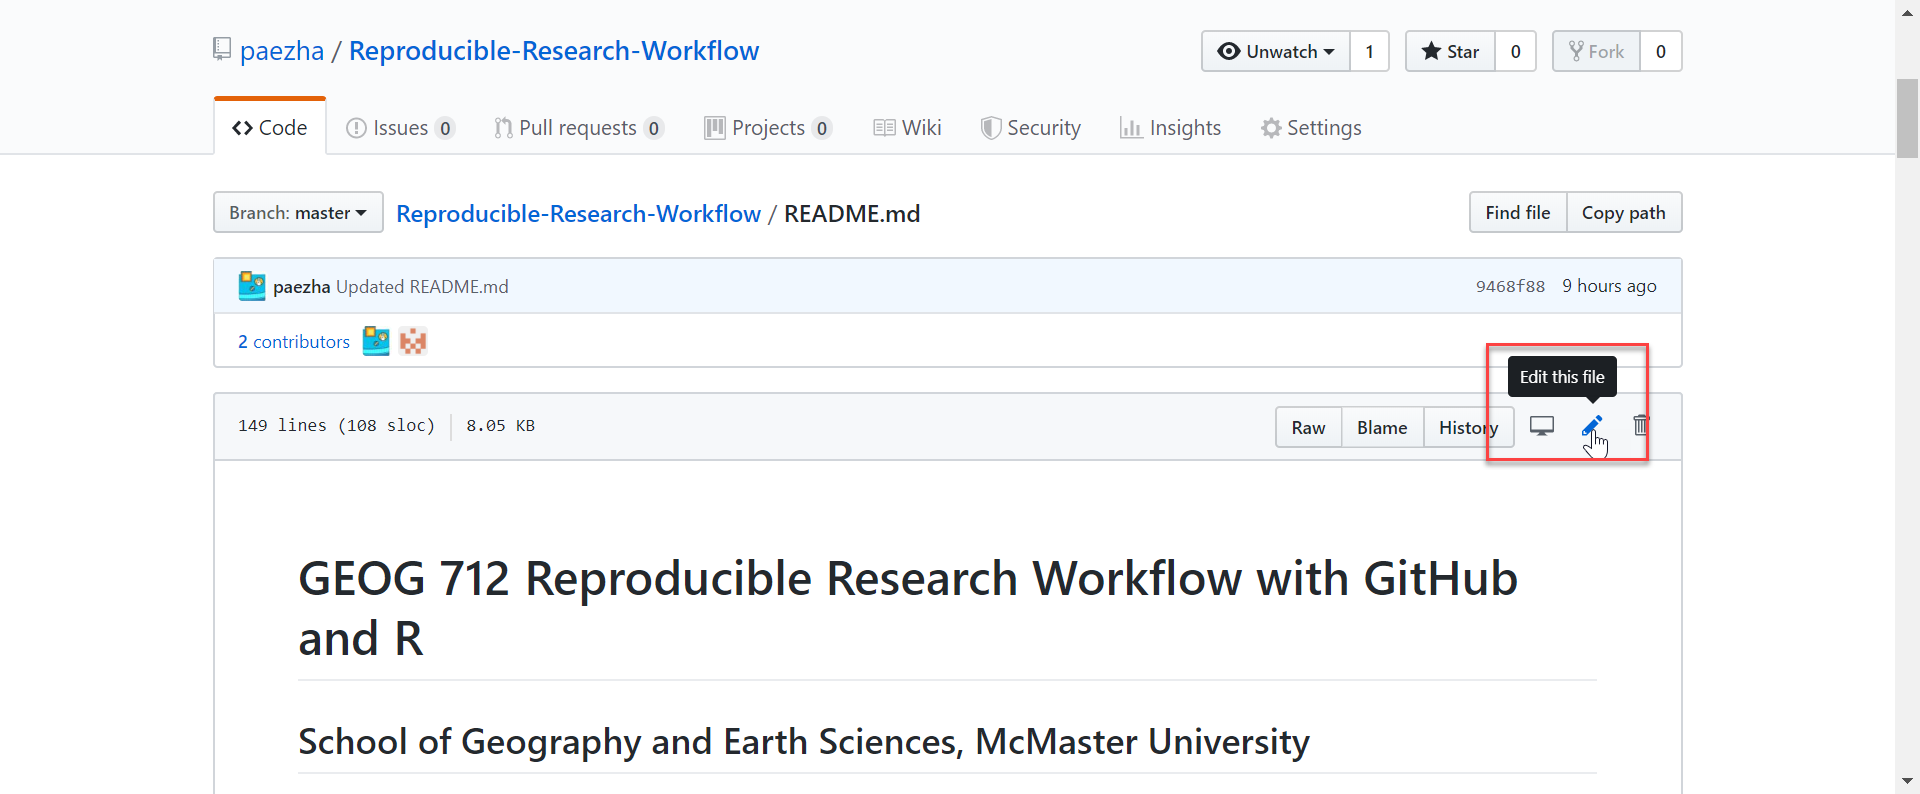 paezha / Reproducible-Research-Workflow
Unwatch 1 Star 0 Fork 0
Code Issues 0 Pull requests 0 Projects 0 Wiki Security Insights Settings
Branch: master Reproducible-Research-Workflow / README.md Find file Copy path
paezha Updated README.md 9468f88 9 hours ago
2 contributors
Edit this file
149 lines (108 sloc) 8.05 KB Raw Blame History
GEOG 712 Reproducible Research Workflow with GitHub
and R
School of Geography and Earth Sciences, McMaster University